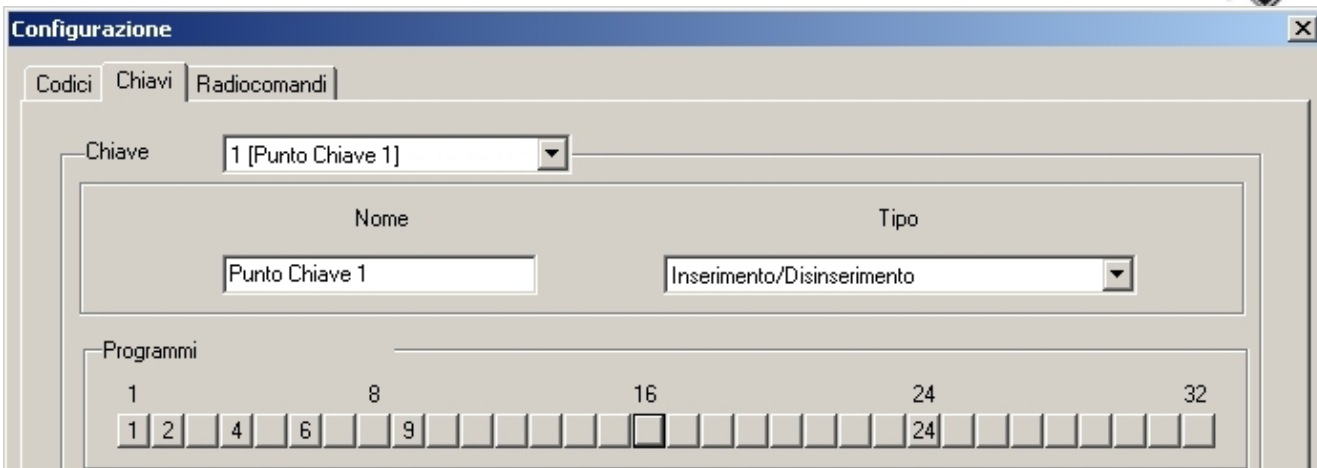 Configurazione
Codici Chiavi Radiocomandi
Chiave 1 [Punto Chiave 1]
Nome Tipo
Punto Chiave 1 Inserimento/Disinserimento
Programmi
1 8 16 24 32
1 2 4 6 9 24